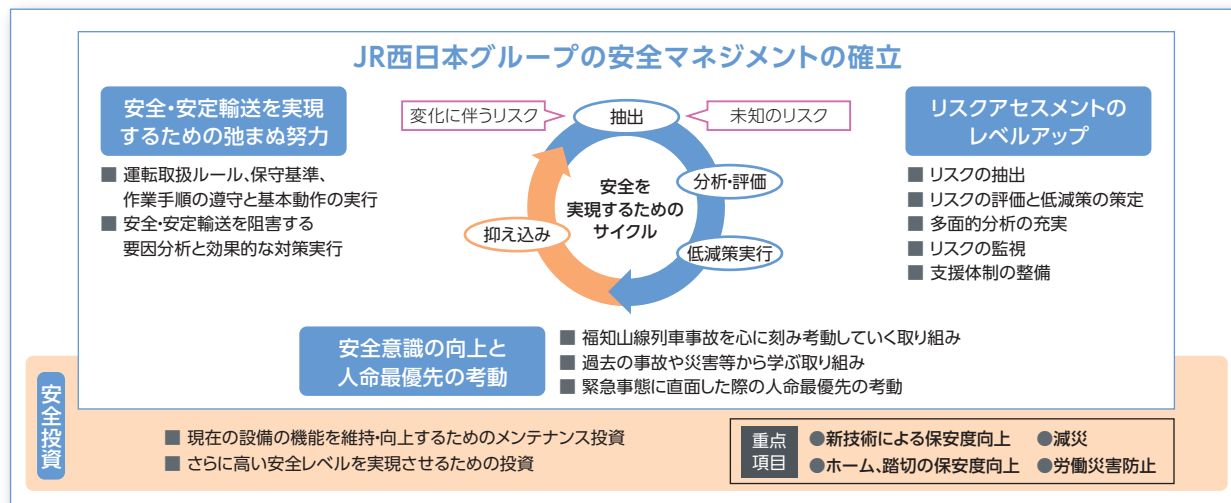 JR西日本グループの安全マネジメントの確立
安全・安定輸送を実現
するための弛まぬ努力
■ 運転取扱ルール、保守基準、
作業手順の遵守と基本動作の実行
■ 安全・安定輸送を阻害する
要因分析と効果的な対策実行
変化に伴うリスク
抽出
未知のリスク
分析・評価
安全を
実現するための
サイクル
抑え込み
低減策実行
リスクアセスメントの
レベルアップ
■ リスクの抽出
■ リスクの評価と低減策の策定
■ 多面的分析の充実
■ リスクの監視
■ 支援体制の整備
安全意識の向上と
人命最優先の考動
■ 福知山線列車事故を心に刻み考動していく取り組み
■ 過去の事故や災害等から学ぶ取り組み
■ 緊急事態に直面した際の人命最優先の考動
安全投資
■ 現在の設備の機能を維持・向上するためのメンテナンス投資
■ さらに高い安全レベルを実現させるための投資
重点
項目
●新技術による保安度向上 ●減災
●ホーム、踏切の保安度向上 ●労働災害防止